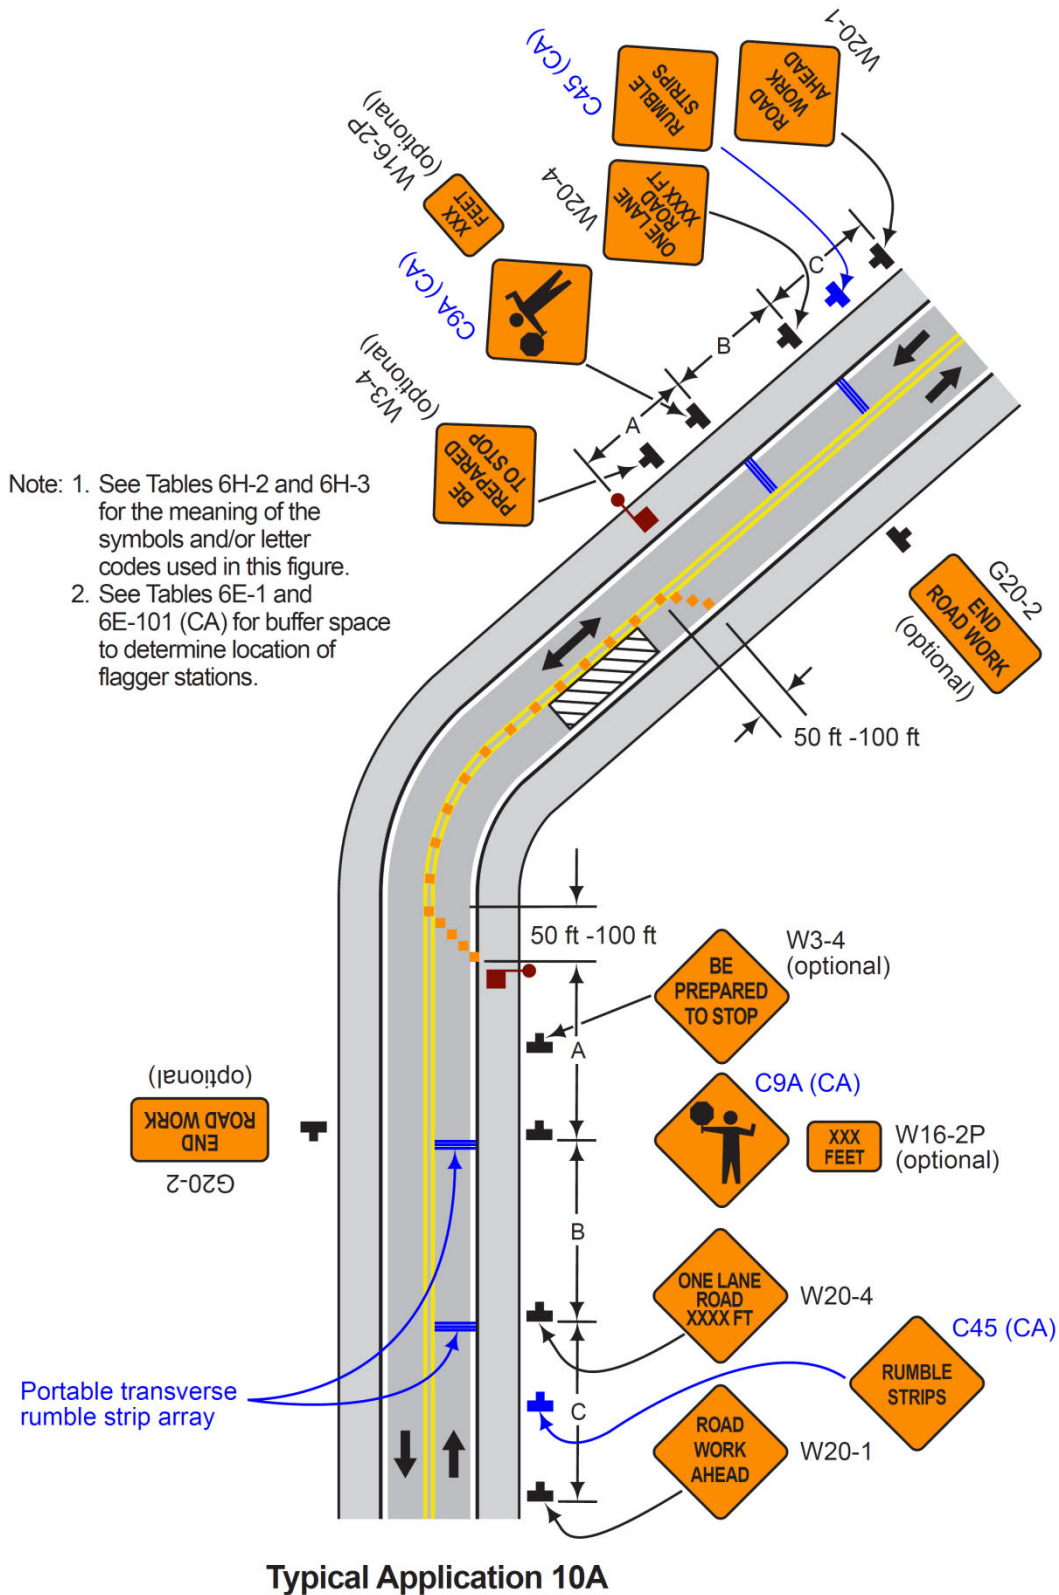 W20-1
ROAD
WORK
AHEAD
C45 (CA)
RUMBLE
STRIPS
W20-4
ONE LANE
ROAD
XXXX FT
W16-2P
(optional)
XXX
FEET
C9A (CA)
W3-4
(optional)
BE
PREPARED
TO STOP
C
B
A
Note: 1. See Tables 6H-2 and 6H-3
for the meaning of the
symbols and/or letter
codes used in this figure.
2. See Tables 6E-1 and
6E-101 (CA) for buffer space
to determine location of
flagger stations.
G20-2
END
ROAD WORK
(optional)
50 ft -100 ft
50 ft -100 ft
W3-4
(optional)
BE
PREPARED
TO STOP
A
C9A (CA)
XXX
FEET
W16-2P
(optional)
(optional)
END
ROAD WORK
G20-2
B
ONE LANE
ROAD
XXXX FT
W20-4
C45 (CA)
RUMBLE
STRIPS
Portable transverse
rumble strip array
C
ROAD
WORK
AHEAD
W20-1
Typical Application 10A